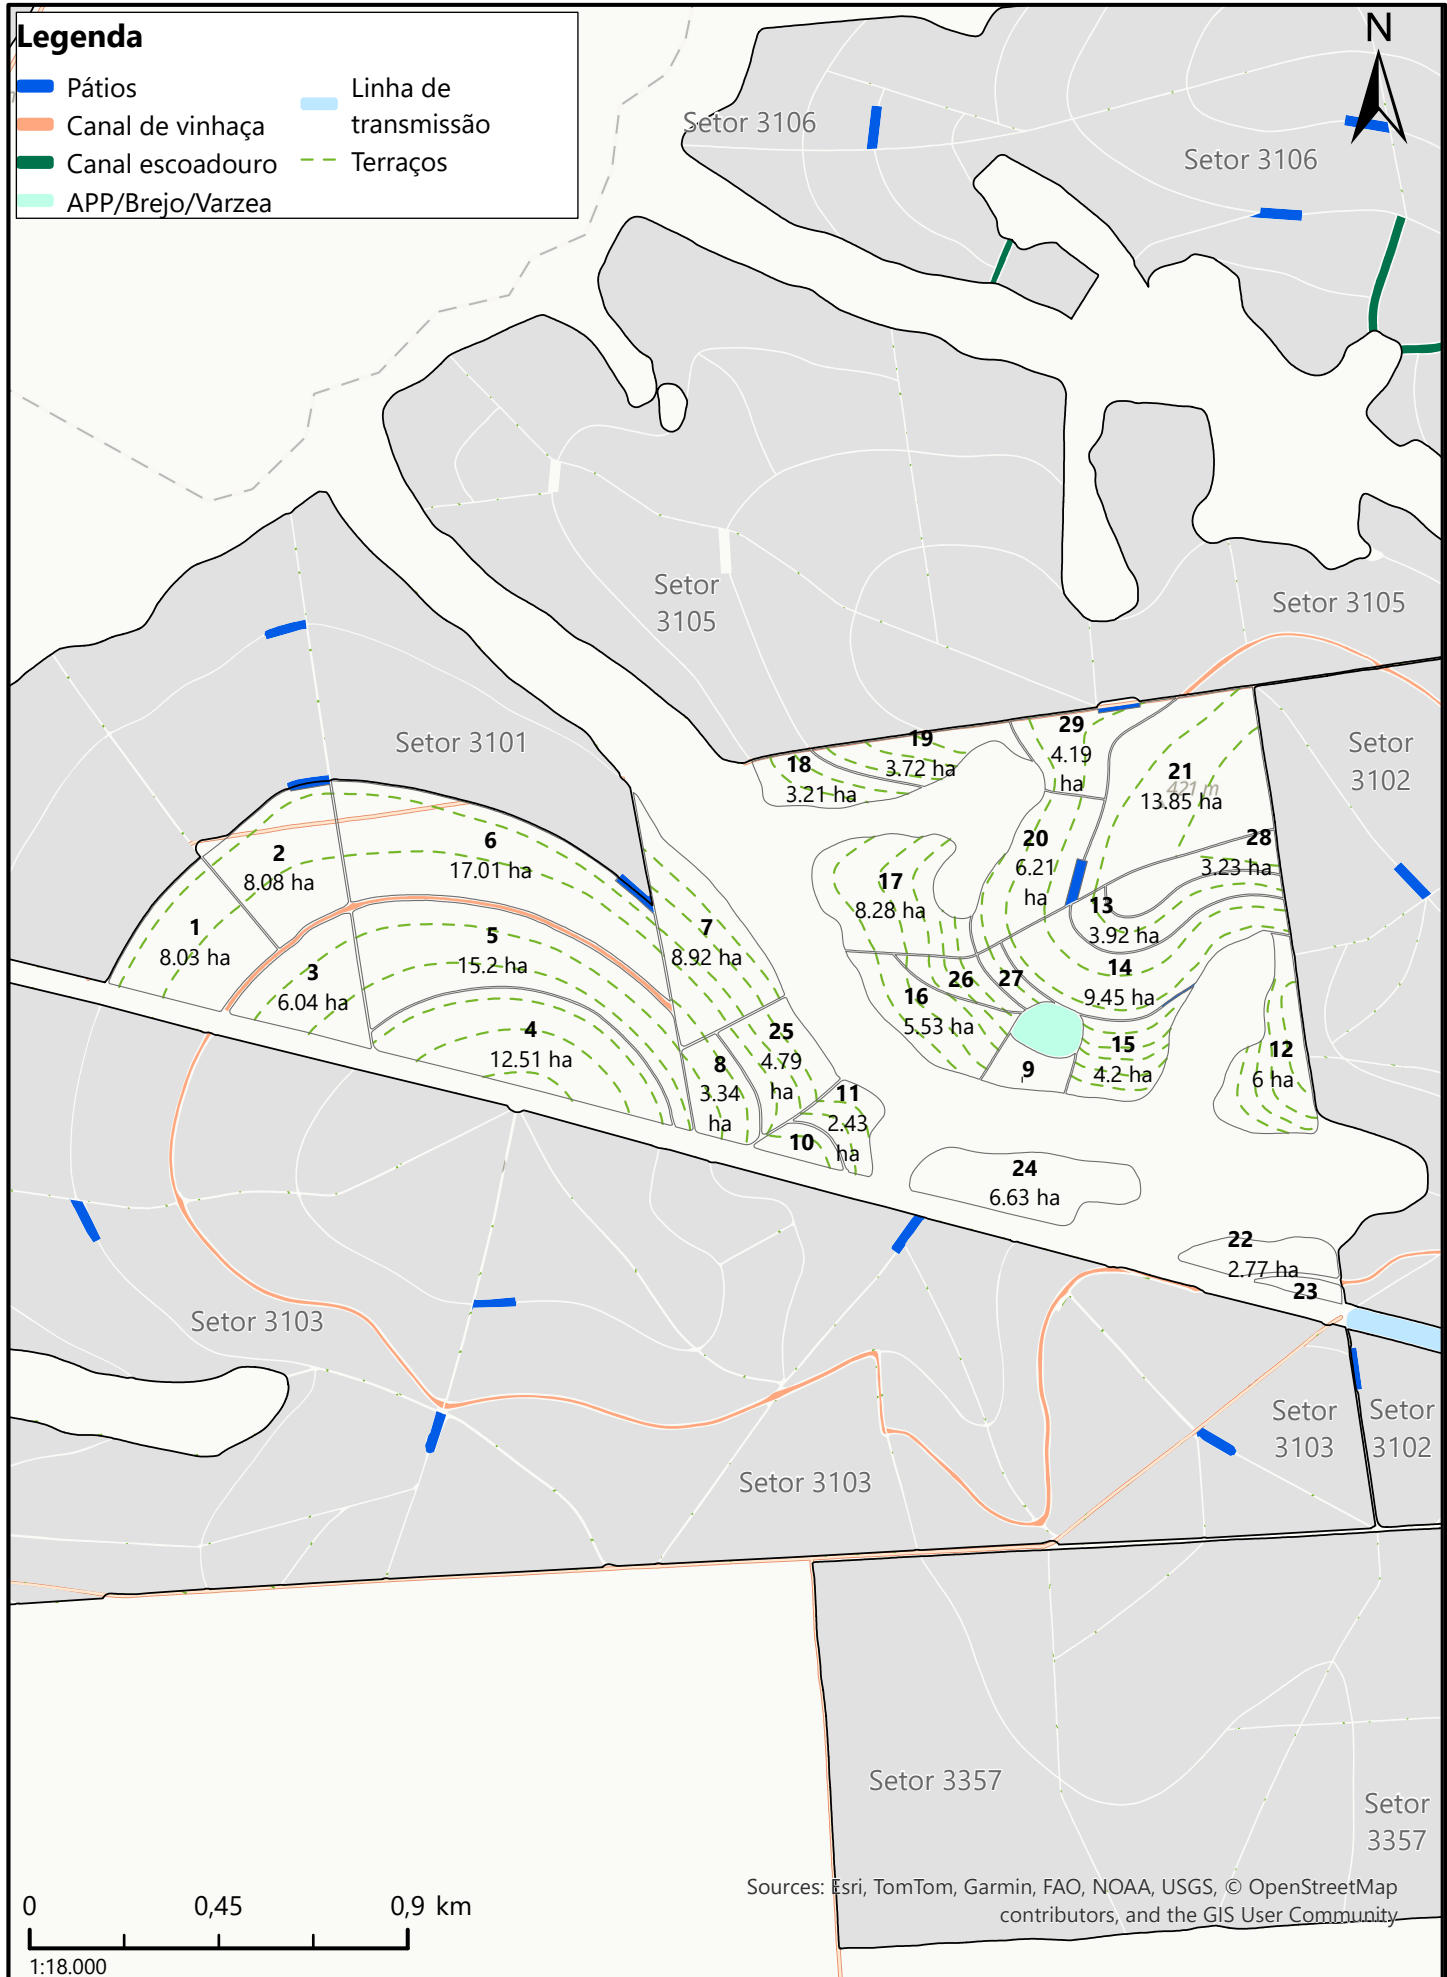 Legenda
Pátios
Canal de vinhaça
Canal escoadouro
APP/Brejo/Varzea
Linha de
transmissão
Terraços
N
Setor 3106
Setor 3106
Setor
3105
Setor 3105
Setor 3101
Setor
3102
29
4.19
ha
19
3.72 ha
18
3.21 ha
21
421 m
13.85 ha
28
3.23 ha
20
6.21
ha
6
17.01 ha
2
8.08 ha
17
8.28 ha
13
3.92 ha
1
8.03 ha
7
8.92 ha
5
15.2 ha
3
6.04 ha
14
9.45 ha
26
27
16
5.53 ha
4
12.51 ha
25
4.79
ha
8
3.34
ha
9
15
4.2 ha
12
6 ha
11
2.43
ha
10
24
6.63 ha
22
2.77 ha
23
Setor 3103
Setor
3103
Setor
3102
Setor 3103
Setor 3357
Setor
3357
Sources: Esri, TomTom, Garmin, FAO, NOAA, USGS, © OpenStreetMap
contributors, and the GIS User Community
0 0,45 0,9 km
1:18.000